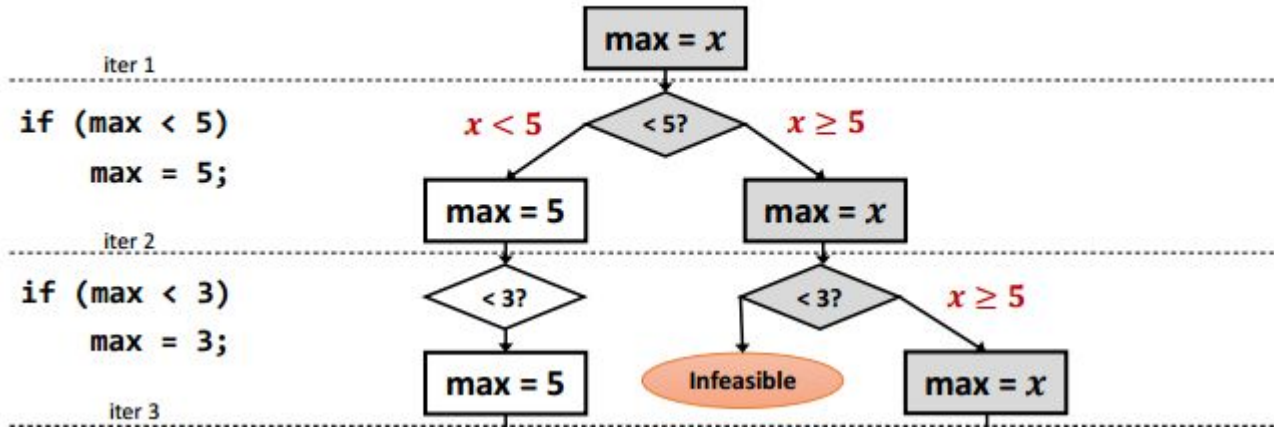 max = x
iter 1
if (max < 5)
max = 5;
x < 5
< 5?
x ≥ 5
max = 5
max = x
iter 2
if (max < 3)
max = 3;
< 3?
< 3?
x ≥ 5
max = 5
Infeasible
max = x
iter 3